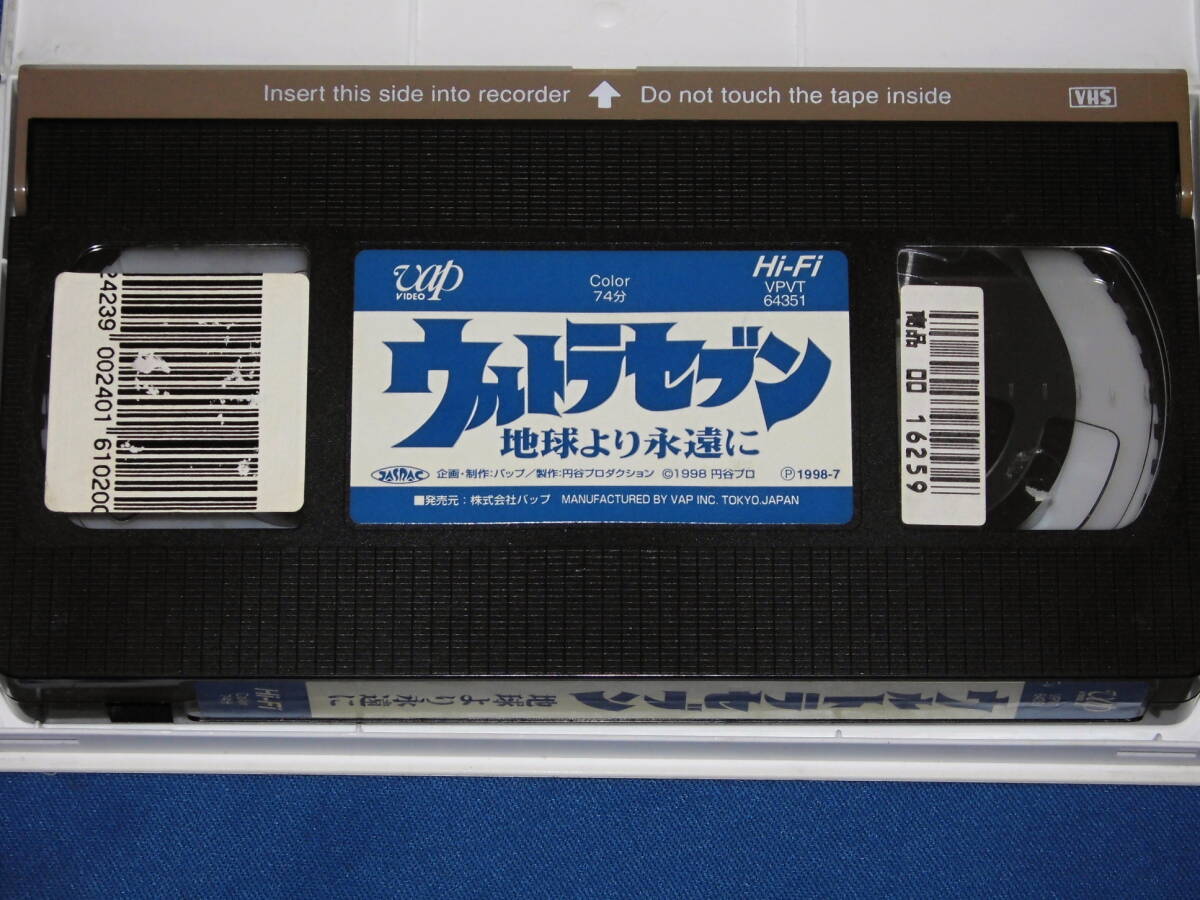 Insert this side into recorder Do not touch the tape inside VHS
24239 002401 610200
vap VIDEO
Color
74分
Hi-Fi
VPVT
64351
ウルトラセブン
地球より永遠に
JASRAC 企画・制作:バップ/製作:円谷プロダクション ©1998 円谷プロ Ⓟ1998-7
■発売元:株式会社バップ MANUFACTURED BY VAP INC. TOKYO.JAPAN
商品 16259
Hi-Fi
地球より永遠に
ウルトラセブン
vap